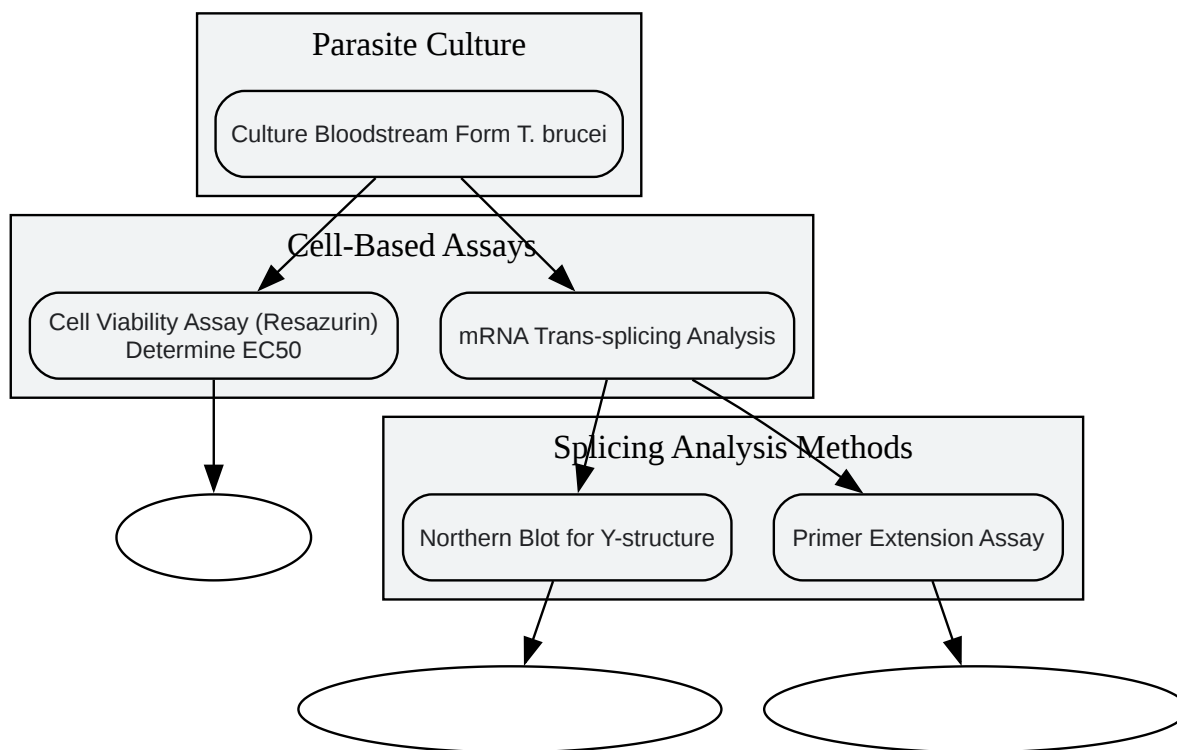 Parasite Culture
Culture Bloodstream Form T. brucei
Cell-Based Assays
Cell Viability Assay (Resazurin)
Determine EC50
mRNA Trans-splicing Analysis
Splicing Analysis Methods
Northern Blot for Y-structure
Primer Extension Assay